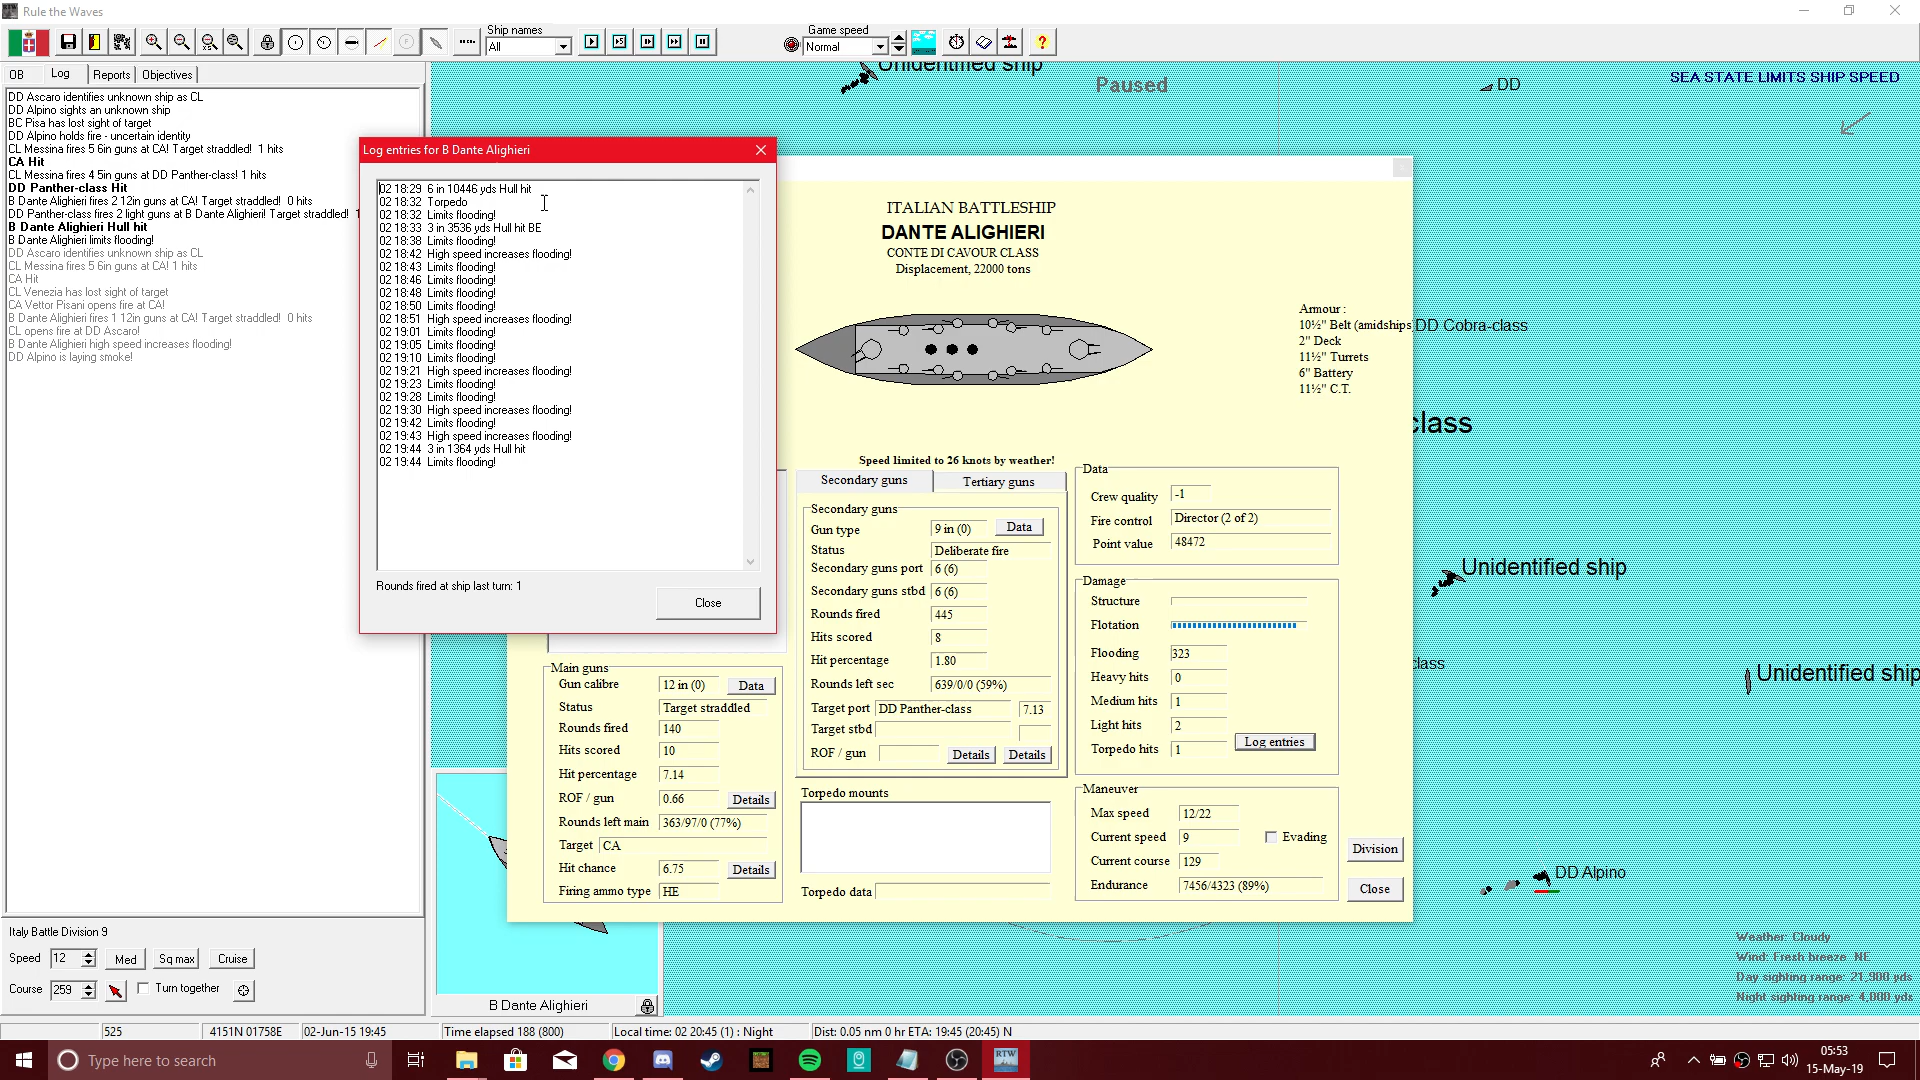 Rule the Waves
Ship names
All
Game speed
Normal
OB
Log
Reports
Objectives
DD Ascaro identifies unknown ship as CL
DD Alpino sights an unknown ship
BC Pisa has lost sight of target
DD Alpino holds fire - uncertain identity
CL Messina fires 5 6in guns at CA! Target straddled!  1 hits
CA Hit
CL Messina fires 4 5in guns at DD Panther-class! 1 hits
DD Panther-class Hit
B Dante Alighieri fires 2 12in guns at CA! Target straddled!  0 hits
DD Panther-class fires 2 light guns at B Dante Alighieri! Target straddled!  1
B Dante Alighieri Hull hit
B Dante Alighieri limits flooding!
DD Ascaro identifies unknown ship as CL
CL Messina fires 5 6in guns at CA! 1 hits
CA Hit
CL Venezia has lost sight of target
CA Vettor Pisani opens fire at CA!
B Dante Alighieri fires 1 12in guns at CA! Target straddled!  0 hits
CL opens fire at DD Ascaro!
B Dante Alighieri high speed increases flooding!
DD Alpino is laying smoke!
Log entries for B Dante Alighieri
02 18:29  6 in 10446 yds Hull hit
02 18:32  Torpedo
02 18:32  Limits flooding!
02 18:33  3 in 3536 yds Hull hit BE
02 18:38  Limits flooding!
02 18:42  High speed increases flooding!
02 18:43  Limits flooding!
02 18:46  Limits flooding!
02 18:48  Limits flooding!
02 18:50  Limits flooding!
02 18:51  High speed increases flooding!
02 19:01  Limits flooding!
02 19:05  Limits flooding!
02 19:10  Limits flooding!
02 19:21  High speed increases flooding!
02 19:23  Limits flooding!
02 19:28  Limits flooding!
02 19:30  High speed increases flooding!
02 19:42  Limits flooding!
02 19:43  High speed increases flooding!
02 19:44  3 in 1364 yds Hull hit
02 19:44  Limits flooding!
Rounds fired at ship last turn: 1
Close
Unidentified ship
Paused
DD
SEA STATE LIMITS SHIP SPEED
ITALIAN BATTLESHIP
DANTE ALIGHIERI
CONTE DI CAVOUR CLASS
Displacement, 22000 tons
Armour :
10½" Belt (amidships
2" Deck
11½" Turrets
6" Battery
11½" C.T.
DD Cobra-class
class
Speed limited to 26 knots by weather!
Secondary guns
Tertiary guns
Secondary guns
Gun type 9 in (0) Data
Status Deliberate fire
Secondary guns port 6 (6)
Secondary guns stbd 6 (6)
Rounds fired 445
Hits scored 8
Hit percentage 1.80
Rounds left sec 639/0/0 (59%)
Target port DD Panther-class 7.13
Target stbd
ROF / gun Details Details
Torpedo mounts
Torpedo data
Main guns
Gun calibre 12 in (0) Data
Status Target straddled
Rounds fired 140
Hits scored 10
Hit percentage 7.14
ROF / gun 0.66 Details
Rounds left main 363/97/0 (77%)
Target CA
Hit chance 6.75 Details
Firing ammo type HE
Data
Crew quality -1
Fire control Director (2 of 2)
Point value 48472
Damage
Structure
Flotation
Flooding 323
Heavy hits 0
Medium hits 1
Light hits 2
Torpedo hits 1 Log entries
Maneuver
Max speed 12/22
Current speed 9 Evading
Current course 129
Endurance 7456/4323 (89%)
Division
Close
Unidentified ship
class
Unidentified ship
DD Alpino
Weather: Cloudy
Wind: Fresh breeze  NE
Day sighting range: 21,900 yds
Night sighting range: 4,000 yds
Italy Battle Division 9
Speed 12 Med Sq max Cruise
Course 259 Turn together
B Dante Alighieri
525
4151N 01758E
02-Jun-15 19:45
Time elapsed 188 (800)
Local time: 02 20:45 (1) : Night
Dist: 0.05 nm 0 hr ETA: 19:45 (20:45) N
Type here to search
RTW
05:53
15-May-19